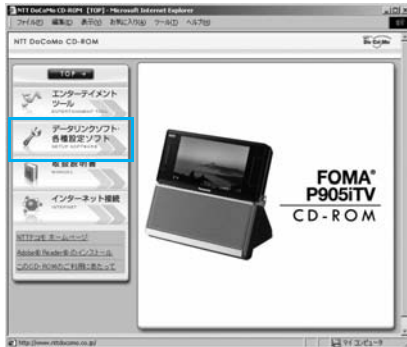 NTT DoCoMo CD-ROM [TOP] - Microsoft Internet Explorer
ファイル(F) 編集(E) 表示(V) お気に入り(A) ツール(T) ヘルプ(H)
NTT DoCoMo CD-ROM
TOP
エンターテイメント
ツール
ENTERTAINMENT TOOL
データリンクソフト・
各種設定ソフト
SETUP SOFTWARE
取扱説明書
MANUAL
インターネット接続
INTERNET
NTTドコモ ホームページ
Adobe® Reader® のインストール
このCD-ROMのご利用にあたって
FOMA®
P905iTV
CD-ROM
http://www.nttdocomo.co.jp/
マイ コンピュータ